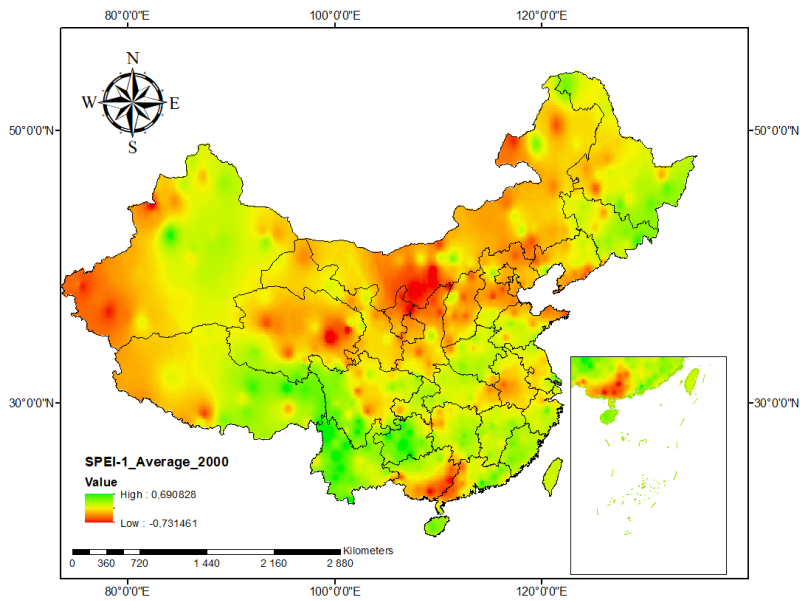 80°0'0"E 100°0'0"E 120°0'0"E
N
W E
S
50°0'0"N 50°0'0"N
30°0'0"N 30°0'0"N
SPEI-1_Average_2000
Value
High : 0,690828
Low : -0,731461
Kilometers
0 360 720 1 440 2 160 2 880
80°0'0"E 100°0'0"E 120°0'0"E